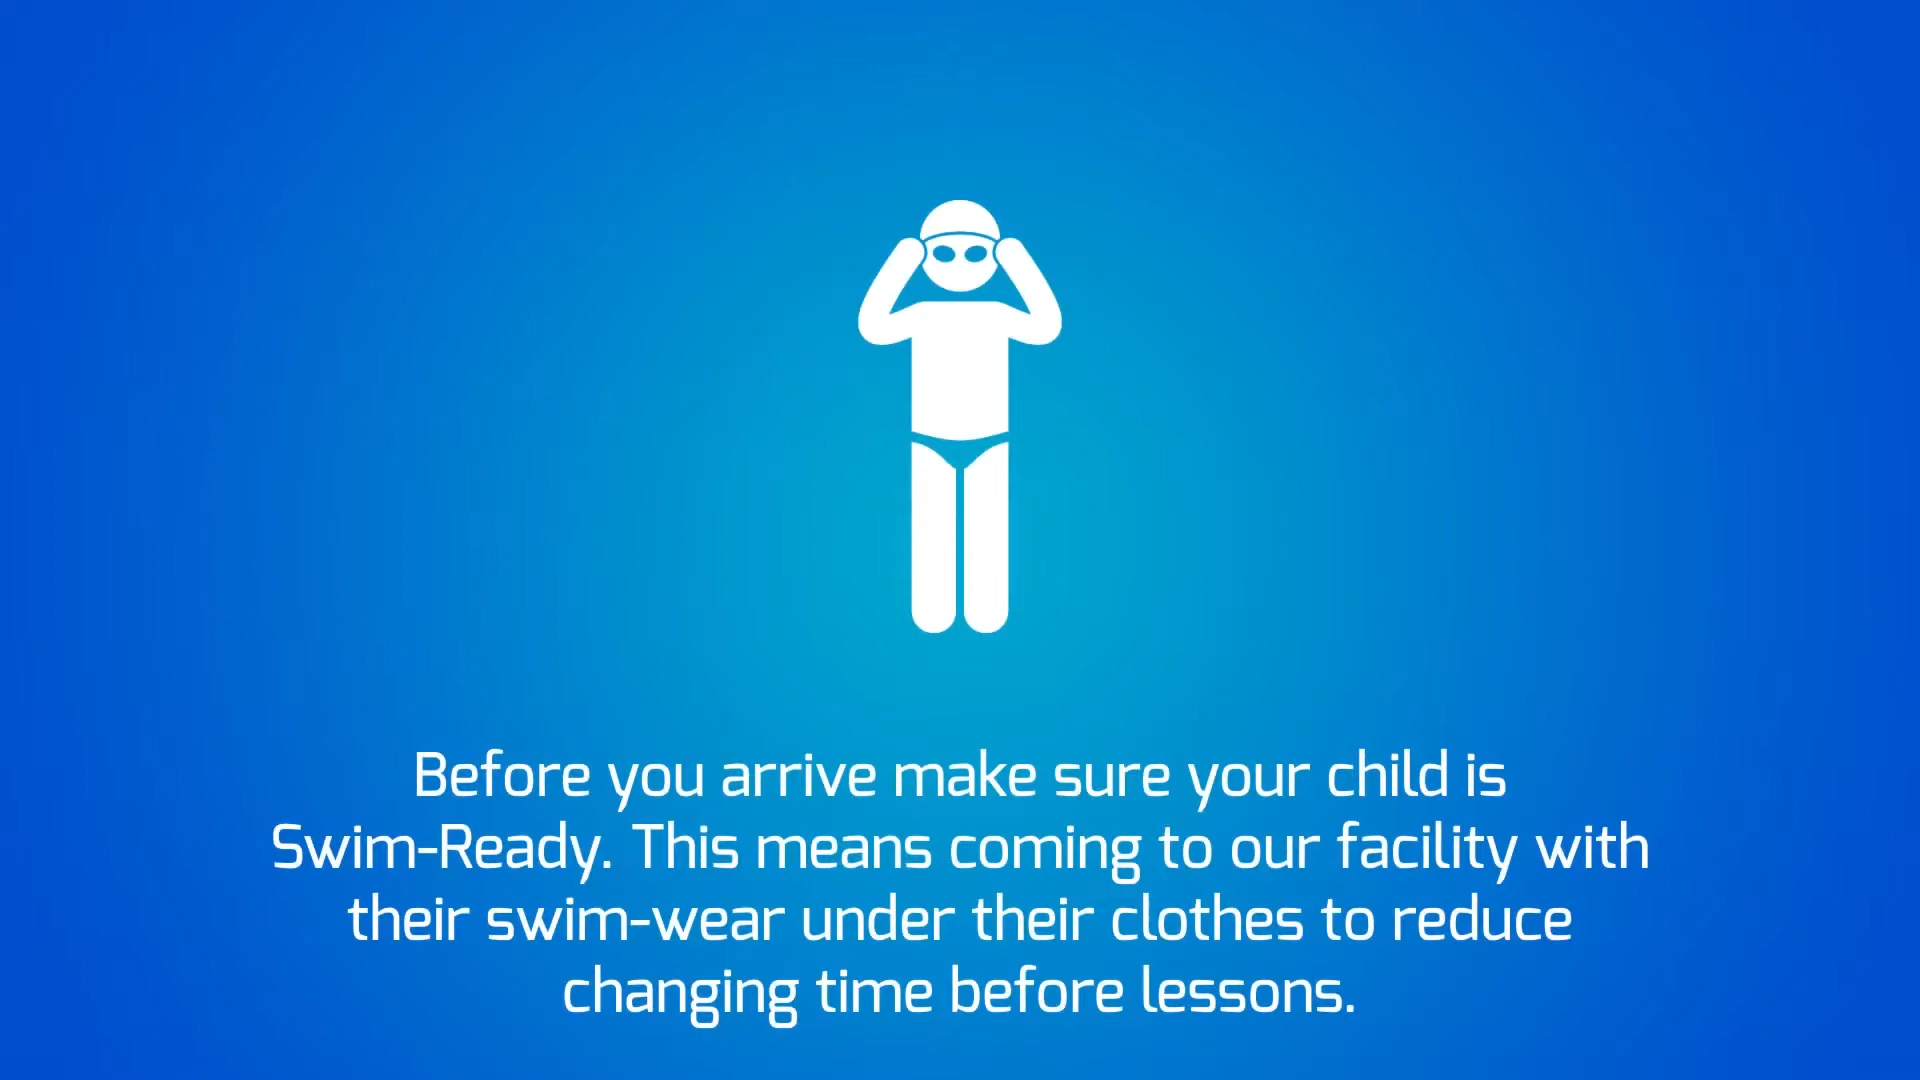 Before you arrive make sure your child is
Swim-Ready. This means coming to our facility with
their swim-wear under their clothes to reduce
changing time before lessons.